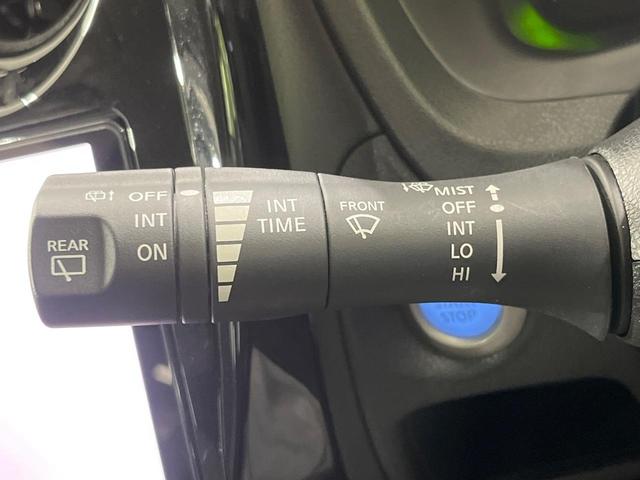 REAR
OFF
INT
ON
INT
TIME
FRONT
MIST
OFF
INT
LO
HI
STOP